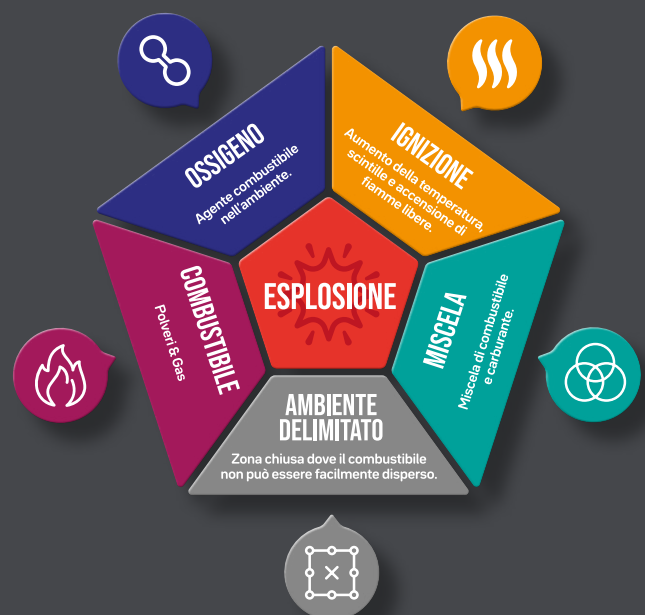 OSSIGENO
Agente combustibile
nell'ambiente.
IGNIZIONE
Aumento della temperatura,
scintille e accensione di
fiamme libere.
COMBUSTIBILE
Polveri & Gas
ESPLOSIONE
MISCELA
Miscela di combustibile
e carburante.
AMBIENTE
DELIMITATO
Zona chiusa dove il combustibile
non può essere facilmente disperso.